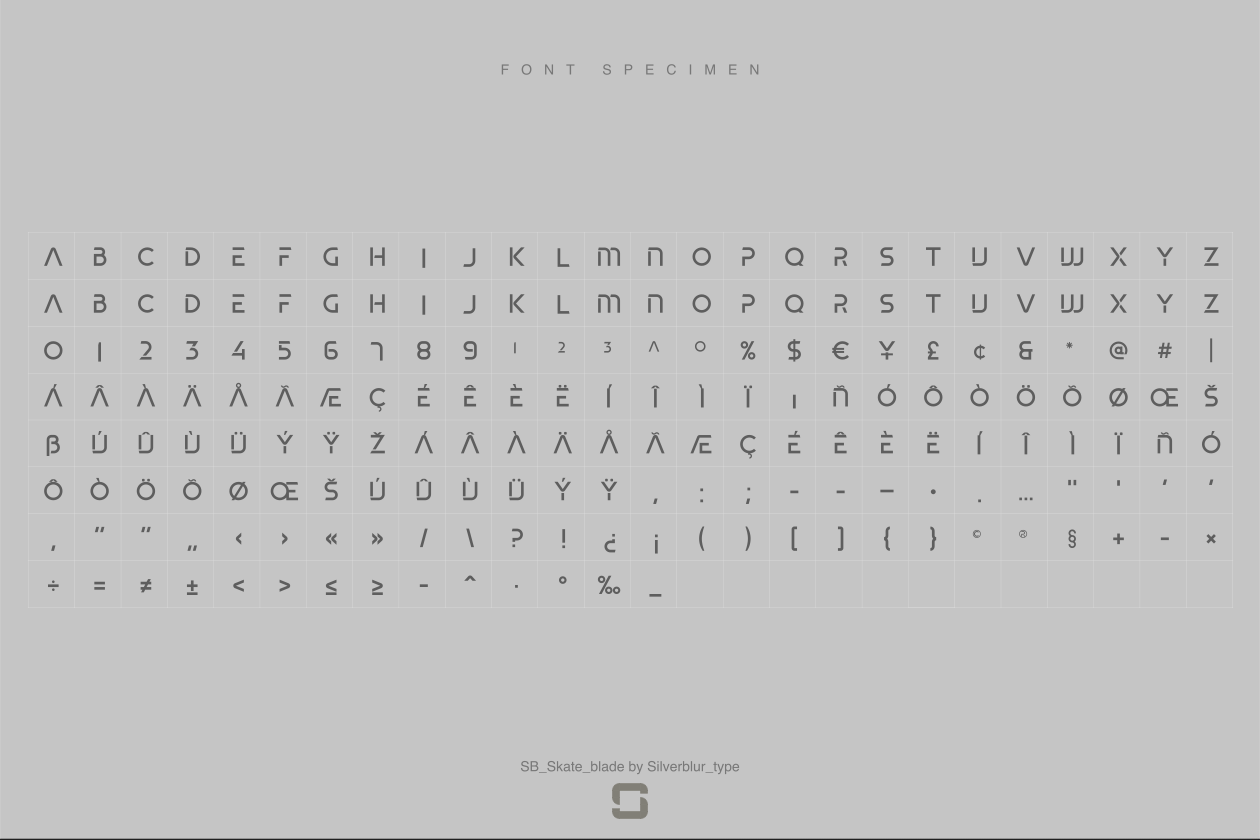 FONT SPECIMEN
A B C D E F G H I J K L M N O P Q R S T U V W X Y Z
A B C D E F G H I J K L M N O P Q R S T U V W X Y Z
0 1 2 3 4 5 6 7 8 9 ¹ ² ³ ^ ° % $ € ¥ £ ¢ & * @ # |
Á Â À Ä Å Ã Æ Ç É Ê È Ë Í Î Ì Ï ı ñ Ó Ô Ò Ö Õ Ø Œ Š
ß Ú Û Ù Ü Ý Ÿ Ž Á Â À Ä Å Ã Æ Ç É Ê È Ë Í Î Ì Ï Ñ Ó
Ô Ò Ö Õ Ø Œ Š Ú Û Ù Ü Ý Ÿ , : ; - - – • . … " ' ‘ ‘
‚ ” ” „ ‹ › « » / \ ? ! ¿ ¡ ( ) [ ] { } © ® § + - ×
÷ = ≠ ± < > ≤ ≥ - ˆ · ° ‰ _
SB_Skate_blade by Silverblur_type